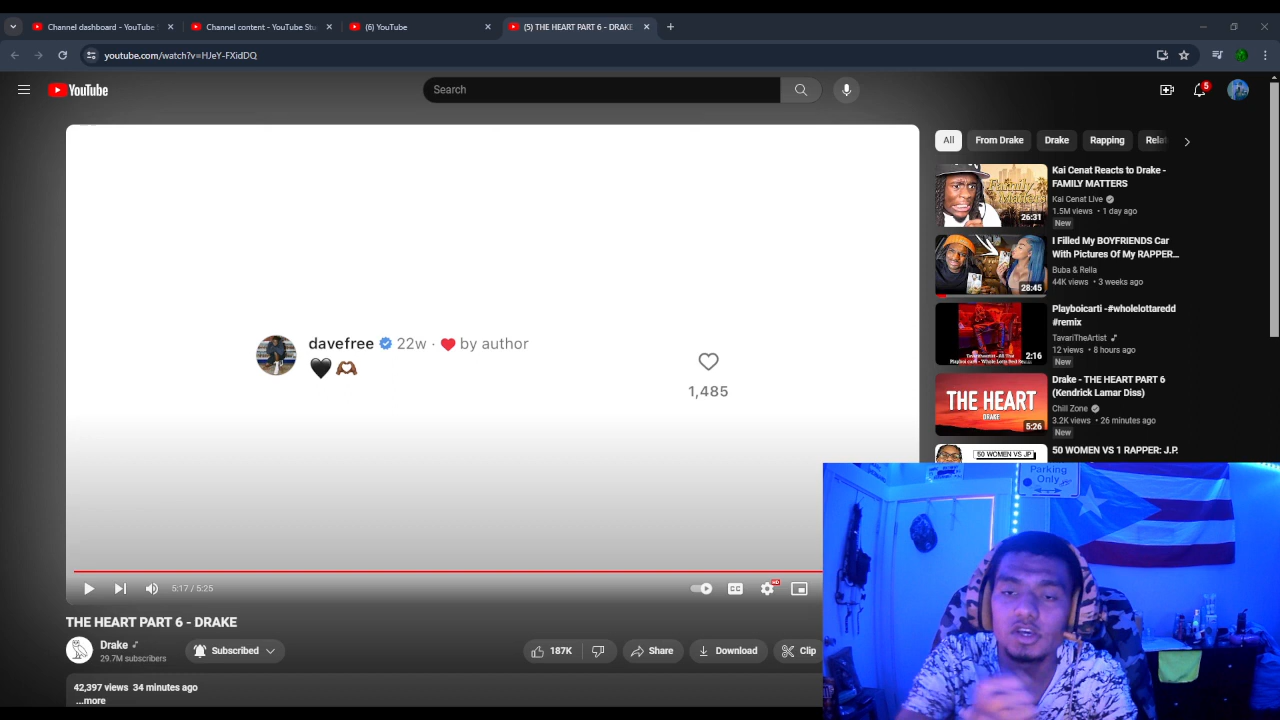 Channel dashboard - YouTube S
Channel content - YouTube Stu
(6) YouTube
(5) THE HEART PART 6 - DRAKE
youtube.com/watch?v=HJeY-FXidDQ
YouTube
Search
5
davefree 22w · ❤️ by author
🖤 🫶🏾
1,485
5:17 / 5:25
CC
HD
THE HEART PART 6 - DRAKE
Drake
29.7M subscribers
Subscribed
187K
Share
Download
Clip
42,397 views 34 minutes ago
...more
All
From Drake
Drake
Rapping
Rela
Family
Matters
26:31
Kai Cenat Reacts to Drake -
FAMILY MATTERS
Kai Cenat Live
1.5M views • 1 day ago
New
28:45
I Filled My BOYFRIENDS Car
With Pictures Of My RAPPER...
Buba & Rella
44K views • 3 weeks ago
2:16
Playboicarti -#wholelottaredd
#remix
TavariTheArtist
12 views • 8 hours ago
New
THE HEART
DRAKE
5:26
Drake - THE HEART PART 6
(Kendrick Lamar Diss)
Chill Zone
3.2K views • 26 minutes ago
New
50 WOMEN VS JP
50 WOMEN VS 1 RAPPER: J.P.
Parking
Only